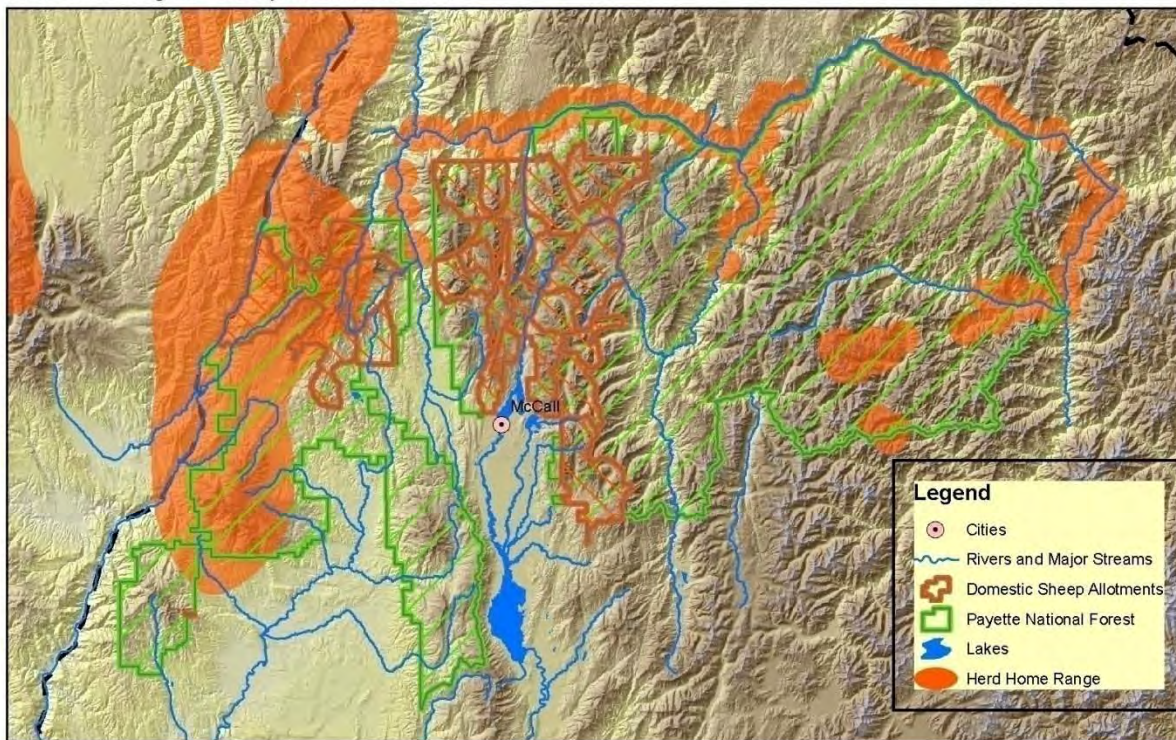 McCall
Legend
Cities
Rivers and Major Streams
Domestic Sheep Allotments
Payette National Forest
Lakes
Herd Home Range